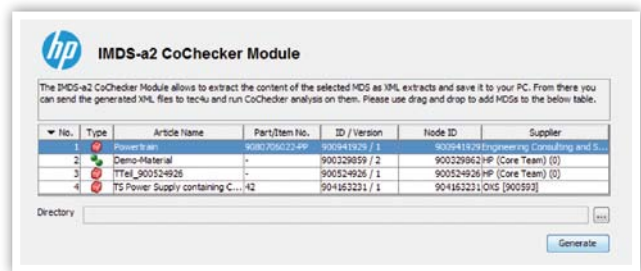 hp
IMDS-a2 CoChecker Module
The IMDS-a2 CoChecker Module allows to extract the content of the selected MDS as XML extracts and save it to your PC. From there you
can send the generated XML files to tec4u and run CoChecker analysis on them. Please use drag and drop to add MDSs to the below table.
No. Type Article Name Part/Item No. ID / Version Node ID Supplier
1 Powertrain 9080706022-PP 900941929 / 1 900941929 Engineering Consulting and S...
2 Demo-Material - 900329859 / 2 900329862 HP (Core Team) (0)
3 TTeil_900524926 - 900524926 / 1 900524926 HP (Core Team) (0)
4 TS Power Supply containing C... 42 904163231 / 1 904163231 OXS [900593]
Directory ...
Generate